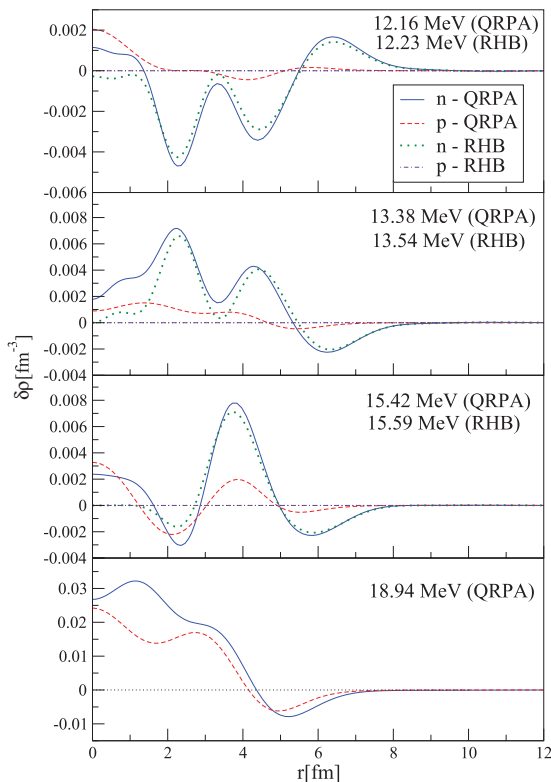 0.002
0
-0.002
-0.004
-0.006
12.16 MeV (QRPA)
12.23 MeV (RHB)
n - QRPA
p - QRPA
n - RHB
p - RHB
0.008
0.006
0.004
0.002
0
-0.002
-0.004
13.38 MeV (QRPA)
13.54 MeV (RHB)
δρ[fm-3]
0.008
0.006
0.004
0.002
0
-0.002
-0.004
15.42 MeV (QRPA)
15.59 MeV (RHB)
0.03
0.02
0.01
0
-0.01
18.94 MeV (QRPA)
0 2 4 6 8 10 12
r[fm]